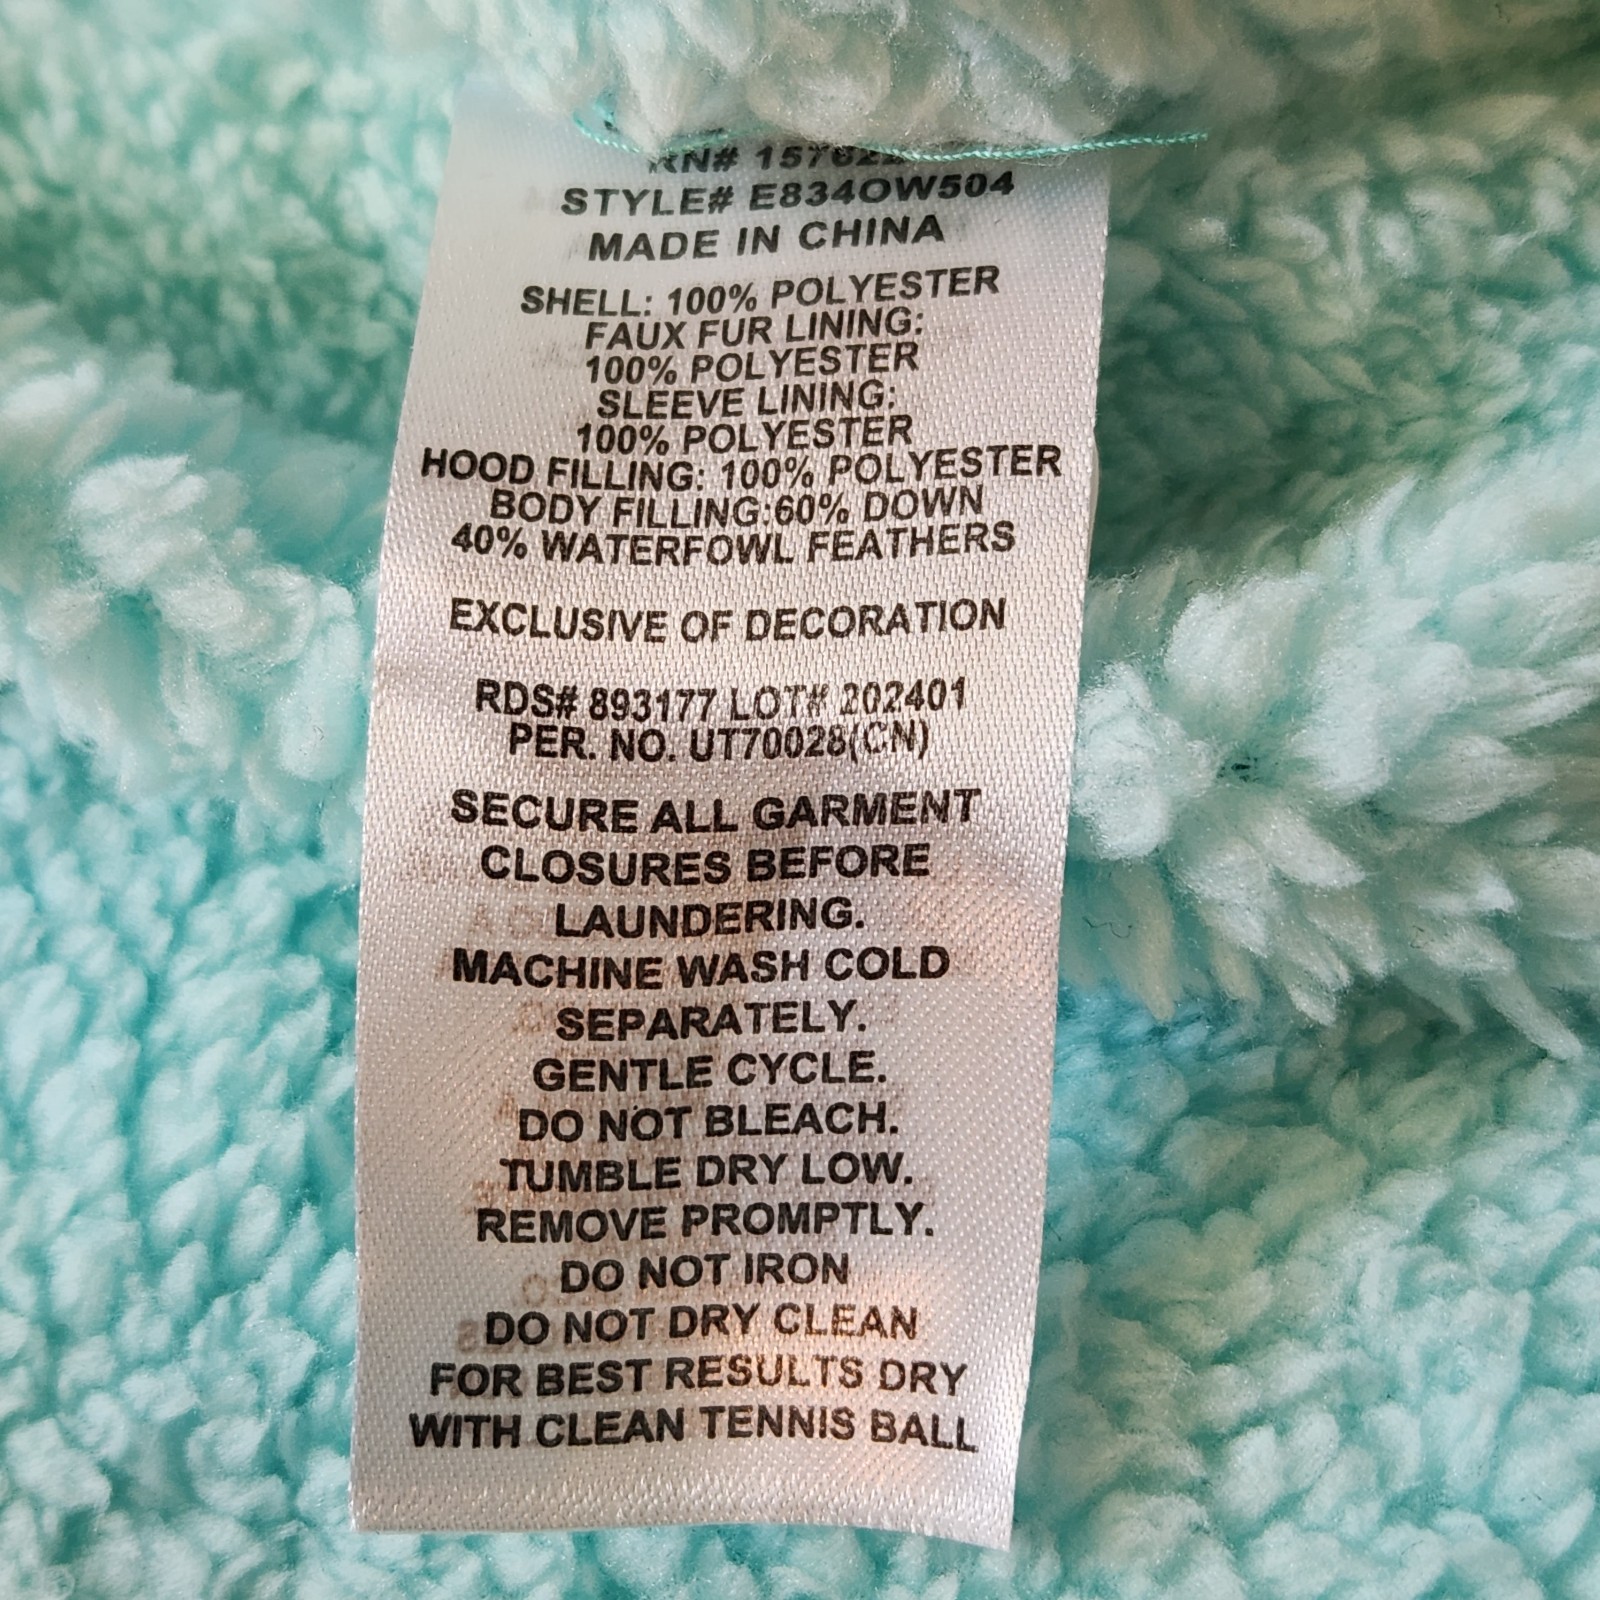 RN#
STYLE# E834OW504
MADE IN CHINA
SHELL: 100% POLYESTER
FAUX FUR LINING:
100% POLYESTER
SLEEVE LINING:
100% POLYESTER
HOOD FILLING: 100% POLYESTER
BODY FILLING:60% DOWN
40% WATERFOWL FEATHERS
EXCLUSIVE OF DECORATION
RDS# 893177 LOT# 202401
PER. NO. UT70028(CN)
SECURE ALL GARMENT
CLOSURES BEFORE
LAUNDERING.
MACHINE WASH COLD
SEPARATELY.
GENTLE CYCLE.
DO NOT BLEACH.
TUMBLE DRY LOW.
REMOVE PROMPTLY.
DO NOT IRON
DO NOT DRY CLEAN
FOR BEST RESULTS DRY
WITH CLEAN TENNIS BALL